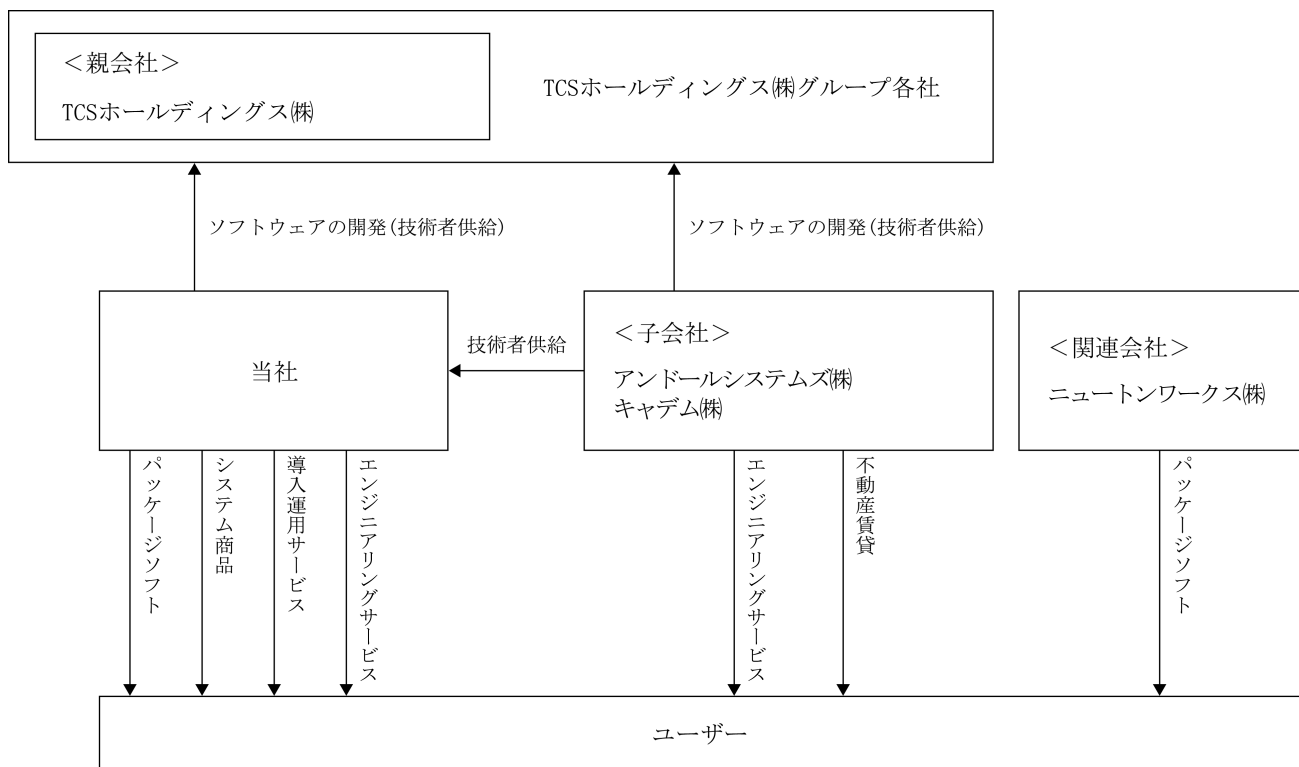 ＜親会社＞
TCSホールディングス㈱
TCSホールディングス㈱グループ各社
ソフトウェアの開発(技術者供給)
ソフトウェアの開発(技術者供給)
当社
技術者供給
＜子会社＞
アンドールシステムズ㈱
キャデム㈱
＜関連会社＞
ニュートンワークス㈱
パッケージソフト
システム商品
導入運用サービス
エンジニアリングサービス
エンジニアリングサービス
不動産賃貸
パッケージソフト
ユーザー